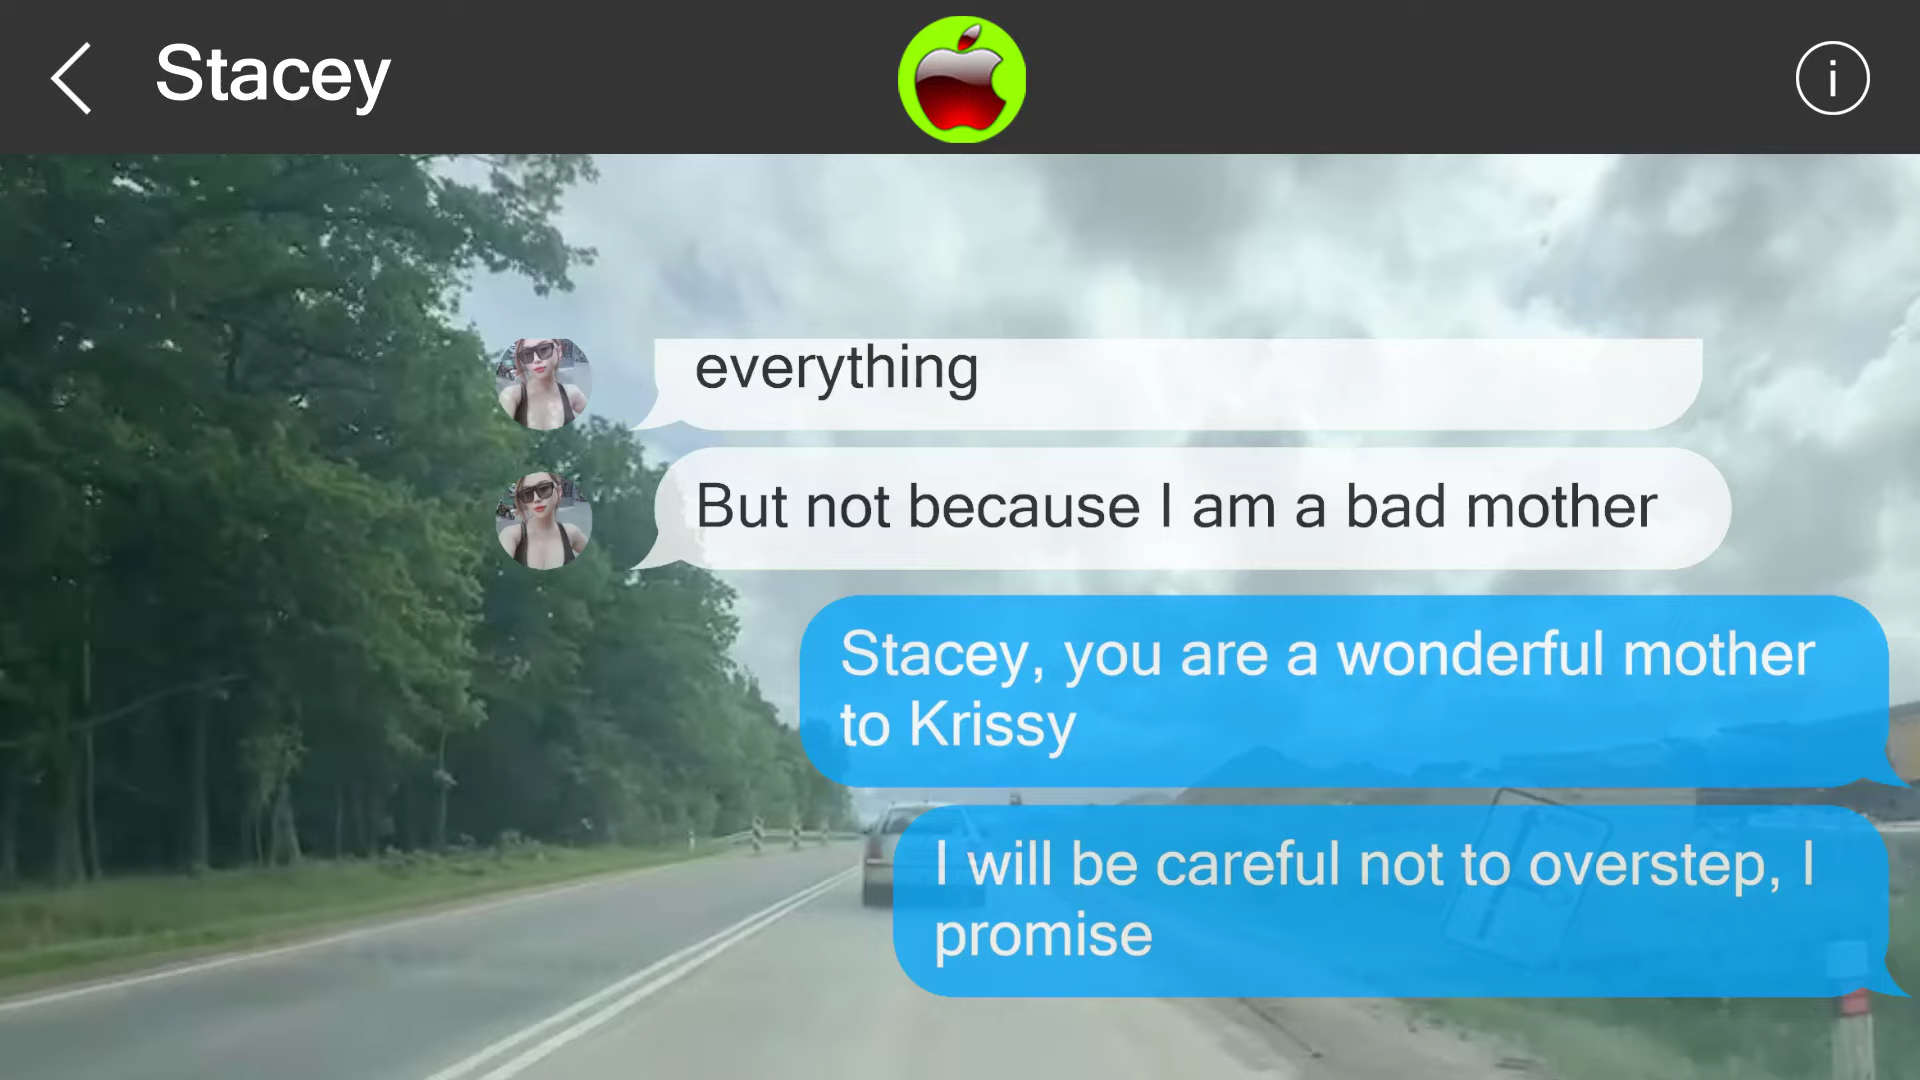 Stacey
i
everything
But not because I am a bad mother
Stacey, you are a wonderful mother
to Krissy
I will be careful not to overstep, I
promise